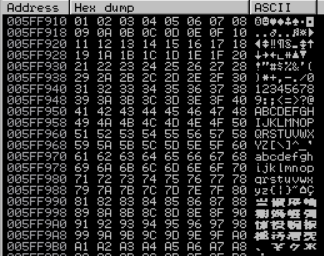 Address Hex dump ASCII
005FF910 01 02 03 04 05 06 07 08
005FF918 09 0A 0B 0C 0D 0E 0F 10
005FF920 11 12 13 14 15 16 17 18
005FF928 19 1A 1B 1C 1D 1E 1F 20
005FF930 21 22 23 24 25 26 27 28 !"#$%&'(
005FF938 29 2A 2B 2C 2D 2E 2F 30 )*+,-./0
005FF940 31 32 33 34 35 36 37 38 12345678
005FF948 39 3A 3B 3C 3D 3E 3F 40 9:;<=>?@
005FF950 41 42 43 44 45 46 47 48 ABCDEFGH
005FF958 49 4A 4B 4C 4D 4E 4F 50 IJKLMNOP
005FF960 51 52 53 54 55 56 57 58 QRSTUVWX
005FF968 59 5A 5B 5C 5D 5E 5F 60 YZ[\]^_`
005FF970 61 62 63 64 65 66 67 68 abcdefgh
005FF978 69 6A 6B 6C 6D 6E 6F 70 ijklmnop
005FF980 71 72 73 74 75 76 77 78 qrstuvwx
005FF988 79 7A 7B 7C 7D 7E 7F 80
005FF990 81 82 83 84 85 86 87 88
005FF998 89 8A 8B 8C 8D 8E 8F 90
005FF9A0 91 92 93 94 95 96 97 98
005FF9A8 99 9A 9B 9C 9D 9E 9F A0
005FF9B0 A1 A2 A3 A4 A5 A6 A7 A8